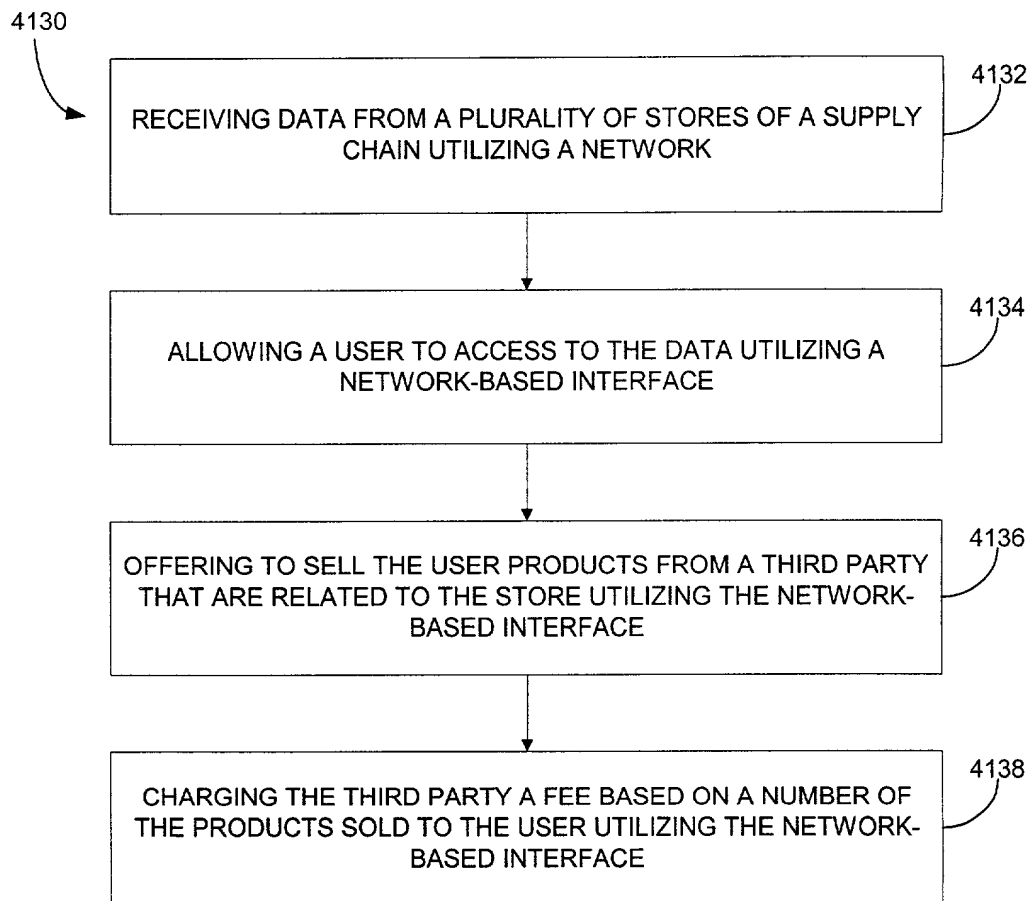 4130
4132
RECEIVING DATA FROM A PLURALITY OF STORES OF A SUPPLY
CHAIN UTILIZING A NETWORK
4134
ALLOWING A USER TO ACCESS TO THE DATA UTILIZING A
NETWORK-BASED INTERFACE
4136
OFFERING TO SELL THE USER PRODUCTS FROM A THIRD PARTY
THAT ARE RELATED TO THE STORE UTILIZING THE NETWORK-
BASED INTERFACE
4138
CHARGING THE THIRD PARTY A FEE BASED ON A NUMBER OF
THE PRODUCTS SOLD TO THE USER UTILIZING THE NETWORK-
BASED INTERFACE